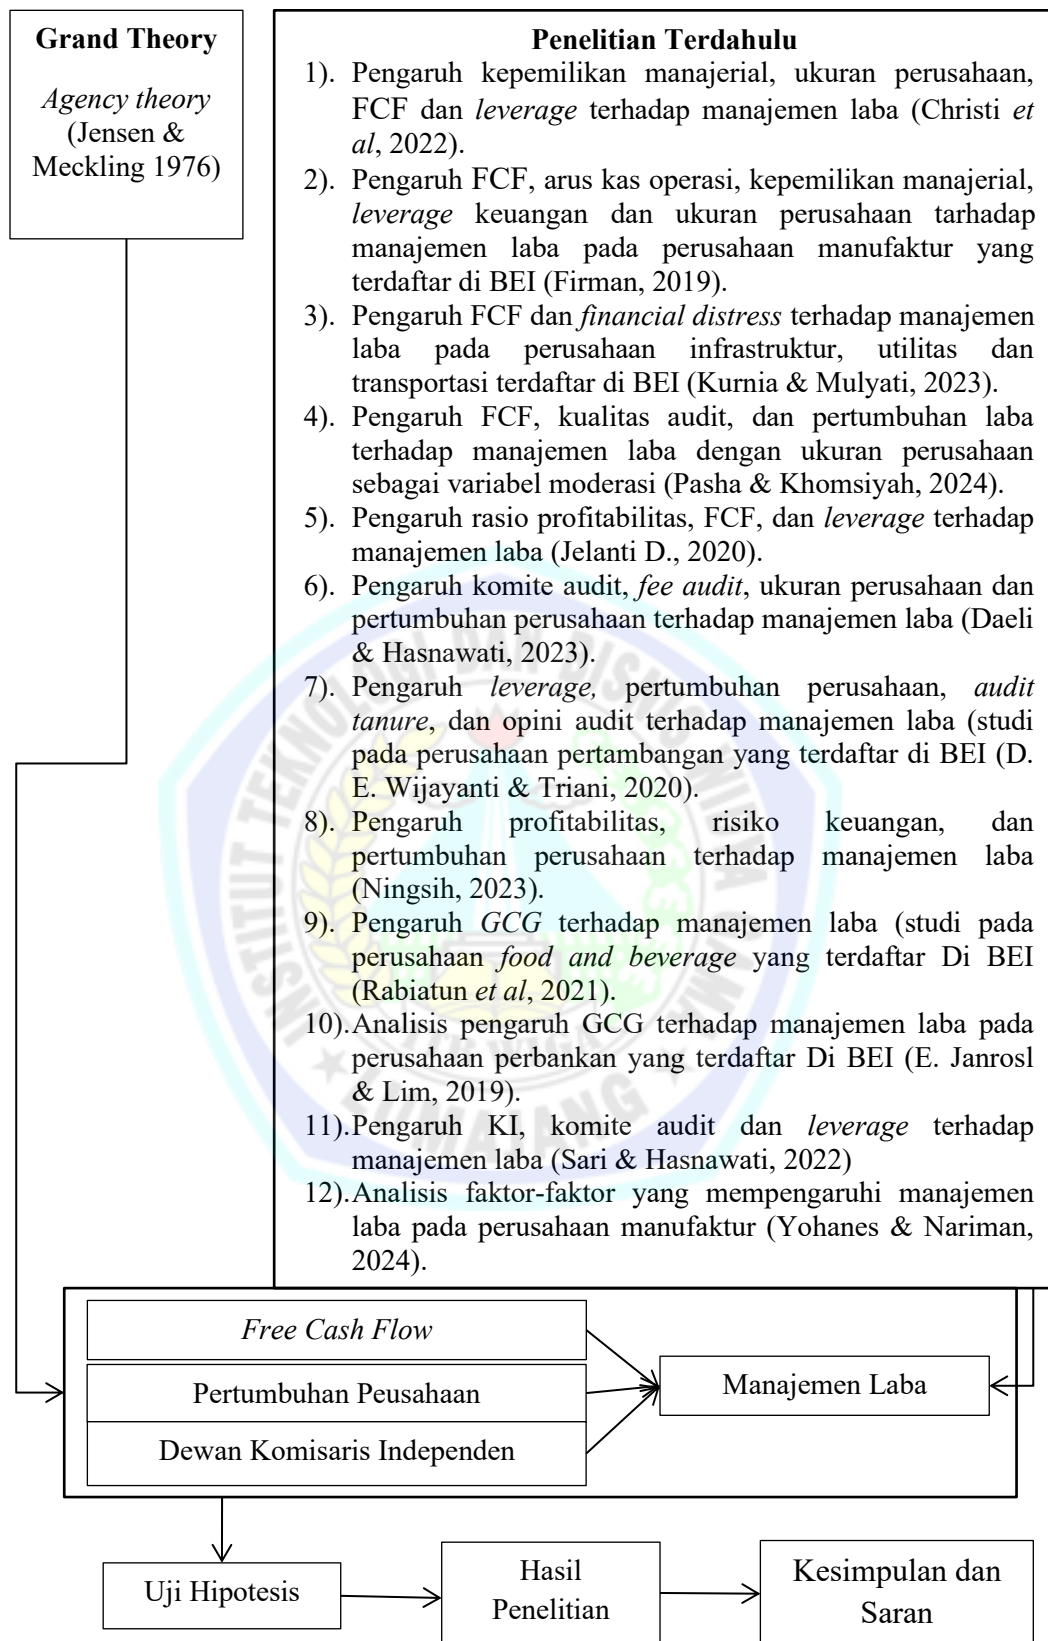 Grand Theory
Agency theory
(Jensen &
Meckling 1976)
Penelitian Terdahulu
1). Pengaruh kepemilikan manajerial, ukuran perusahaan,
FCF dan leverage terhadap manajemen laba (Christi et
al, 2022).
2). Pengaruh FCF, arus kas operasi, kepemilikan manajerial,
leverage keuangan dan ukuran perusahaan tarhadap
manajemen laba pada perusahaan manufaktur yang
terdaftar di BEI (Firman, 2019).
3). Pengaruh FCF dan financial distress terhadap manajemen
laba pada perusahaan infrastruktur, utilitas dan
transportasi terdaftar di BEI (Kurnia & Mulyati, 2023).
4). Pengaruh FCF, kualitas audit, dan pertumbuhan laba
terhadap manajemen laba dengan ukuran perusahaan
sebagai variabel moderasi (Pasha & Khomsiyah, 2024).
5). Pengaruh rasio profitabilitas, FCF, dan leverage terhadap
manajemen laba (Jelanti D., 2020).
6). Pengaruh komite audit, fee audit, ukuran perusahaan dan
pertumbuhan perusahaan terhadap manajemen laba (Daeli
& Hasnawati, 2023).
7). Pengaruh leverage, pertumbuhan perusahaan, audit
tanure, dan opini audit terhadap manajemen laba (studi
pada perusahaan pertambangan yang terdaftar di BEI (D.
E. Wijayanti & Triani, 2020).
8). Pengaruh profitabilitas, risiko keuangan, dan
pertumbuhan perusahaan terhadap manajemen laba
(Ningsih, 2023).
9). Pengaruh GCG terhadap manajemen laba (studi pada
perusahaan food and beverage yang terdaftar Di BEI
(Rabiatun et al, 2021).
10). Analisis pengaruh GCG terhadap manajemen laba pada
perusahaan perbankan yang terdaftar Di BEI (E. Janrosl
& Lim, 2019).
11). Pengaruh KI, komite audit dan leverage terhadap
manajemen laba (Sari & Hasnawati, 2022)
12). Analisis faktor-faktor yang mempengaruhi manajemen
laba pada perusahaan manufaktur (Yohanes & Nariman,
2024).
INSTITUT TEKNOLOGI DAN BISNIS WIDYA GAMA
LUMAJANG
Free Cash Flow
Pertumbuhan Peusahaan
Dewan Komisaris Independen
Manajemen Laba
Uji Hipotesis
Hasil
Penelitian
Kesimpulan dan
Saran